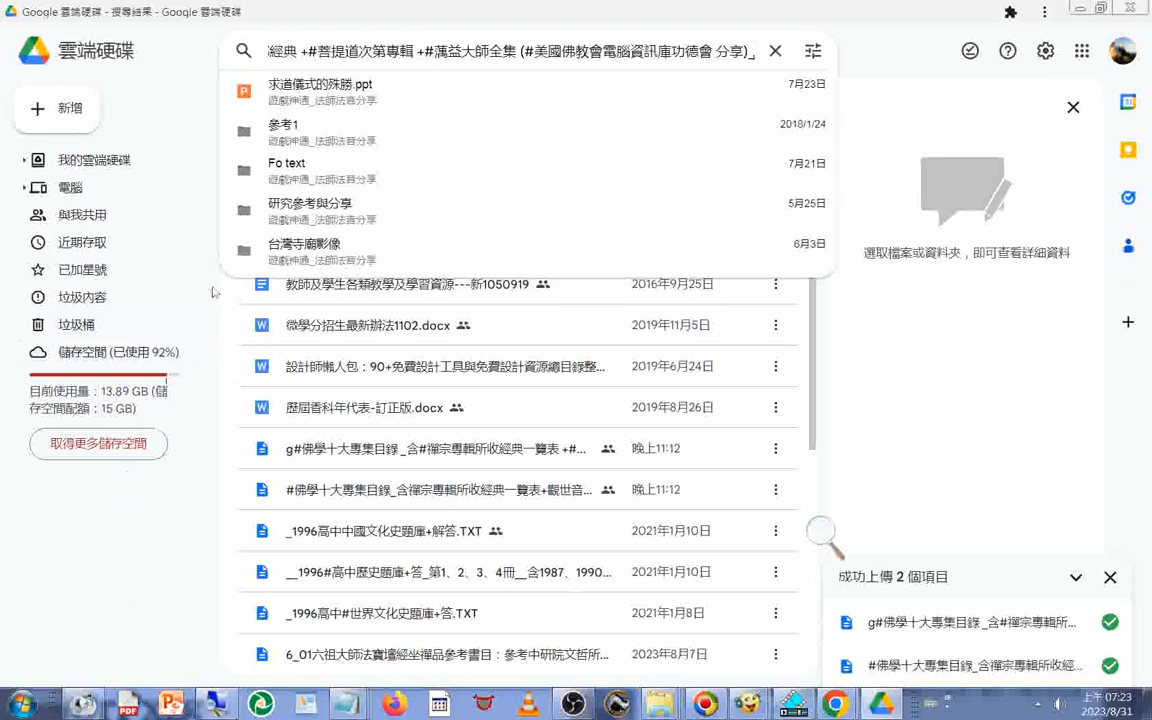 Google 雲端硬碟 - 搜尋結果 - Google 雲端硬碟
雲端硬碟
經典 +#菩提道次第專輯 +#蕅益大師全集 (#美國佛教會電腦資訊庫功德會 分享)_
新增
我的雲端硬碟
電腦
與我共用
近期存取
已加星號
垃圾內容
垃圾桶
儲存空間 (已使用 92%)
目前使用量：13.89 GB (儲
存空間配額：15 GB)
取得更多儲存空間
求道儀式的殊勝.ppt 7月23日
遊戲神通_法師法音分享
參考1 2018/1/24
遊戲神通_法師法音分享
Fo text 7月21日
遊戲神通_法師法音分享
研究參考與分享 5月25日
遊戲神通_法師法音分享
台灣寺廟影像 6月3日
遊戲神通_法師法音分享
教師及學生各類教學及學習資源---新1050919 2016年9月25日
微學分招生最新辦法1102.docx 2019年11月5日
設計師懶人包：90+免費設計工具與免費設計資源總目錄整... 2019年6月24日
歷屆香科年代表-訂正版.docx 2019年8月26日
g#佛學十大專集目錄 _含#禪宗專輯所收經典一覽表 +#... 晚上11:12
#佛學十大專集目錄_含禪宗專輯所收經典一覽表+觀世音... 晚上11:12
_1996高中中國文化史題庫+解答.TXT 2021年1月10日
__1996#高中歷史題庫+答_第1、2、3、4冊__含1987、1990... 2021年1月10日
_1996高中#世界文化史題庫+答.TXT 2021年1月8日
6_01六祖大師法寶壇經坐禪品參考書目：參考中研院文哲所... 2023年8月7日
選取檔案或資料夾，即可查看詳細資料
成功上傳 2 個項目
g#佛學十大專集目錄 _含#禪宗專輯所...
#佛學十大專集目錄_含禪宗專輯所收經...
上午 07:23
2023/8/31